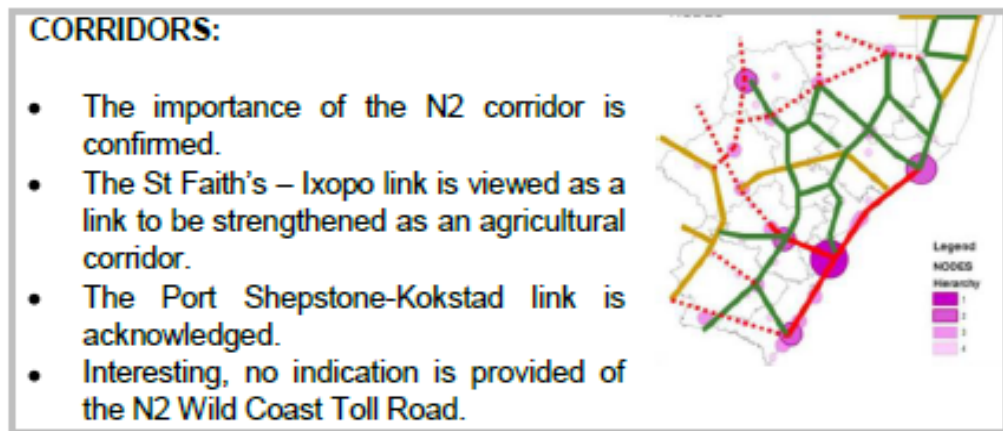 CORRIDORS:
• The importance of the N2 corridor is
confirmed.
• The St Faith's – Ixopo link is viewed as a
link to be strengthened as an agricultural
corridor.
• The Port Shepstone-Kokstad link is
acknowledged.
• Interesting, no indication is provided of
the N2 Wild Coast Toll Road.
Legend
NODES
Hierarchy
1
2
3
4